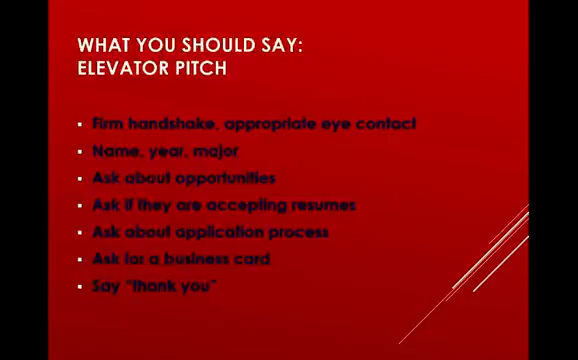 WHAT YOU SHOULD SAY:
ELEVATOR PITCH
Firm handshake, appropriate eye contact
Name, year, major
Ask about opportunities
Ask if they are accepting resumes
Ask about application process
Ask for a business card
Say "thank you"